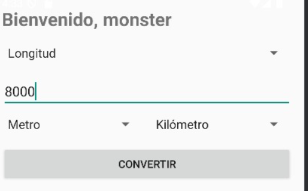 Bienvenido, monster
Longitud
8000
Metro Kilómetro
CONVERTIR